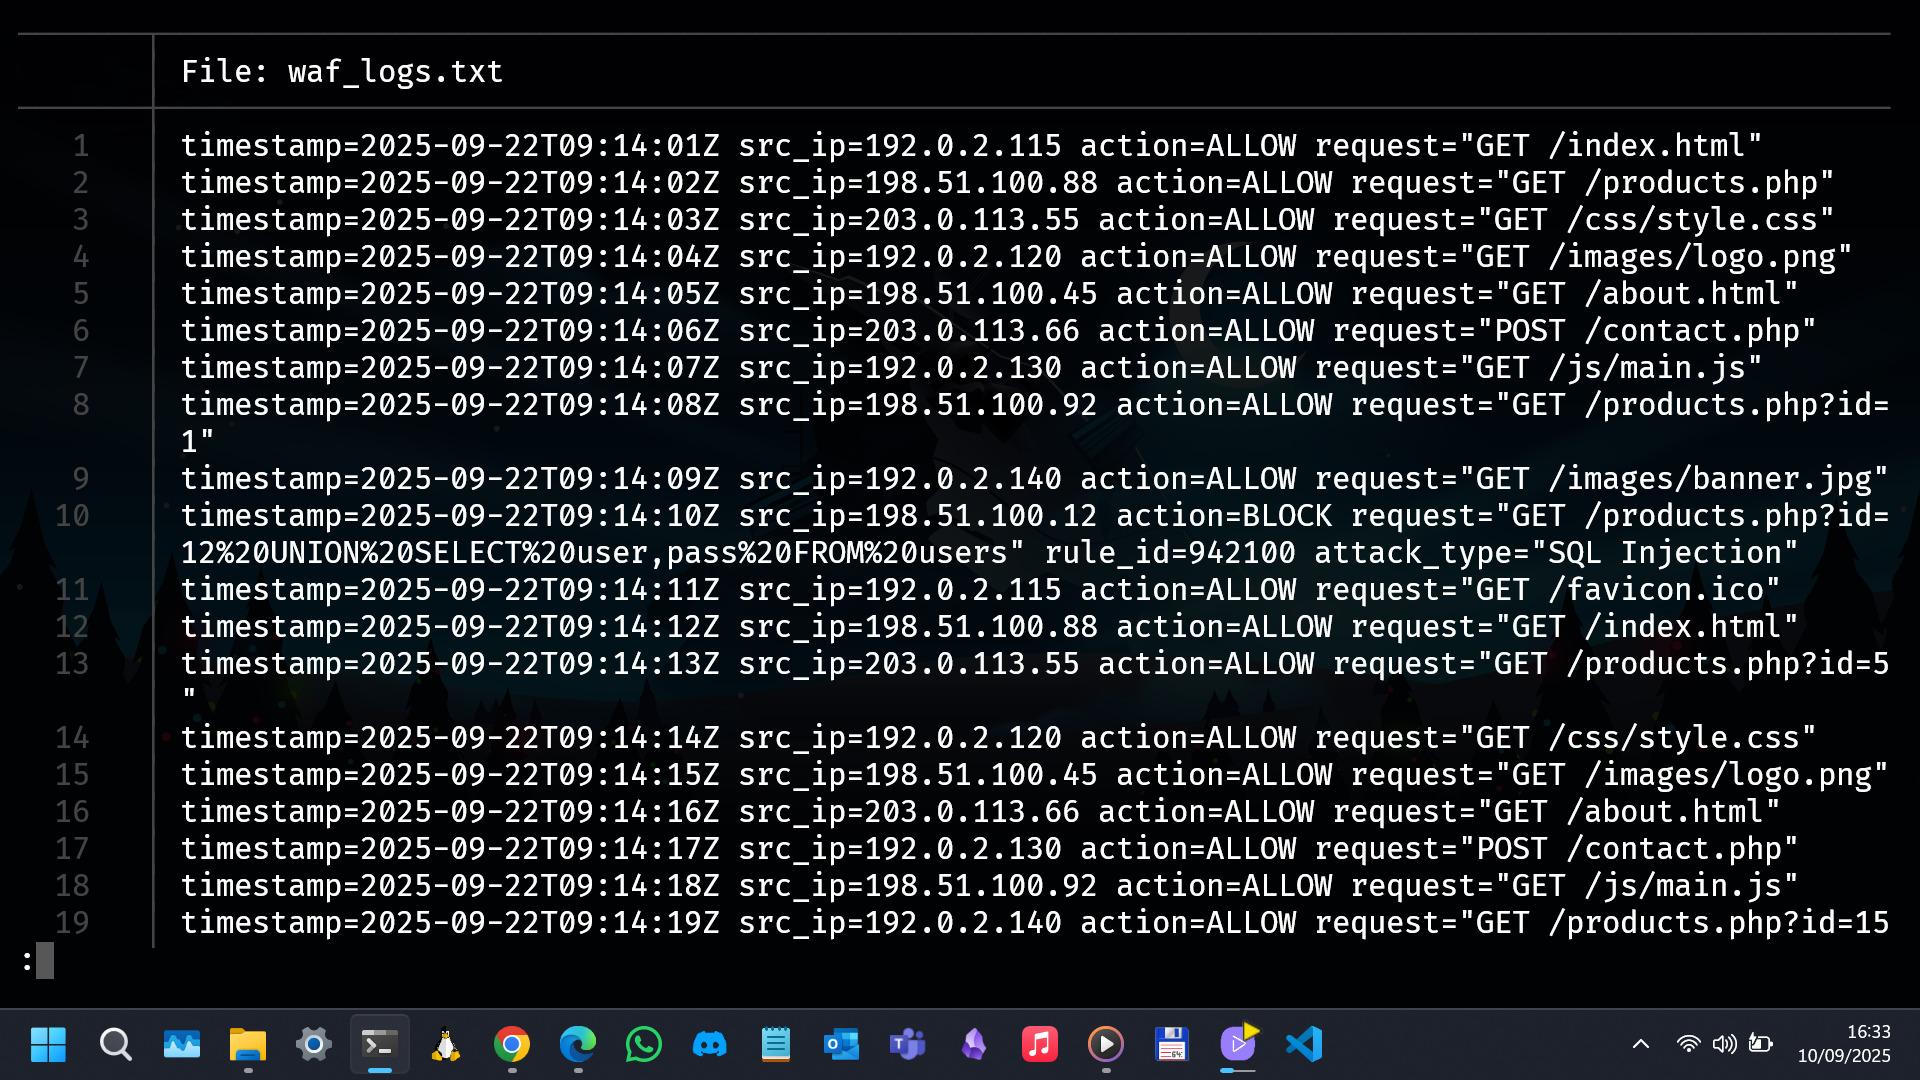 File: waf_logs.txt
1 timestamp=2025-09-22T09:14:01Z src_ip=192.0.2.115 action=ALLOW request="GET /index.html"
2 timestamp=2025-09-22T09:14:02Z src_ip=198.51.100.88 action=ALLOW request="GET /products.php"
3 timestamp=2025-09-22T09:14:03Z src_ip=203.0.113.55 action=ALLOW request="GET /css/style.css"
4 timestamp=2025-09-22T09:14:04Z src_ip=192.0.2.120 action=ALLOW request="GET /images/logo.png"
5 timestamp=2025-09-22T09:14:05Z src_ip=198.51.100.45 action=ALLOW request="GET /about.html"
6 timestamp=2025-09-22T09:14:06Z src_ip=203.0.113.66 action=ALLOW request="POST /contact.php"
7 timestamp=2025-09-22T09:14:07Z src_ip=192.0.2.130 action=ALLOW request="GET /js/main.js"
8 timestamp=2025-09-22T09:14:08Z src_ip=198.51.100.92 action=ALLOW request="GET /products.php?id=
1"
9 timestamp=2025-09-22T09:14:09Z src_ip=192.0.2.140 action=ALLOW request="GET /images/banner.jpg"
10 timestamp=2025-09-22T09:14:10Z src_ip=198.51.100.12 action=BLOCK request="GET /products.php?id=
12%20UNION%20SELECT%20user,pass%20FROM%20users" rule_id=942100 attack_type="SQL Injection"
11 timestamp=2025-09-22T09:14:11Z src_ip=192.0.2.115 action=ALLOW request="GET /favicon.ico"
12 timestamp=2025-09-22T09:14:12Z src_ip=198.51.100.88 action=ALLOW request="GET /index.html"
13 timestamp=2025-09-22T09:14:13Z src_ip=203.0.113.55 action=ALLOW request="GET /products.php?id=5
"
14 timestamp=2025-09-22T09:14:14Z src_ip=192.0.2.120 action=ALLOW request="GET /css/style.css"
15 timestamp=2025-09-22T09:14:15Z src_ip=198.51.100.45 action=ALLOW request="GET /images/logo.png"
16 timestamp=2025-09-22T09:14:16Z src_ip=203.0.113.66 action=ALLOW request="GET /about.html"
17 timestamp=2025-09-22T09:14:17Z src_ip=192.0.2.130 action=ALLOW request="POST /contact.php"
18 timestamp=2025-09-22T09:14:18Z src_ip=198.51.100.92 action=ALLOW request="GET /js/main.js"
19 timestamp=2025-09-22T09:14:19Z src_ip=192.0.2.140 action=ALLOW request="GET /products.php?id=15
:
16:33
10/09/2025